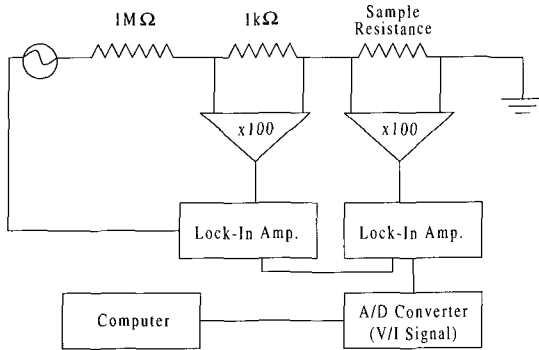 1MΩ
1kΩ
Sample
Resistance
x100
x100
Lock-In Amp.
Lock-In Amp.
Computer
A/D Converter
(V/I Signal)